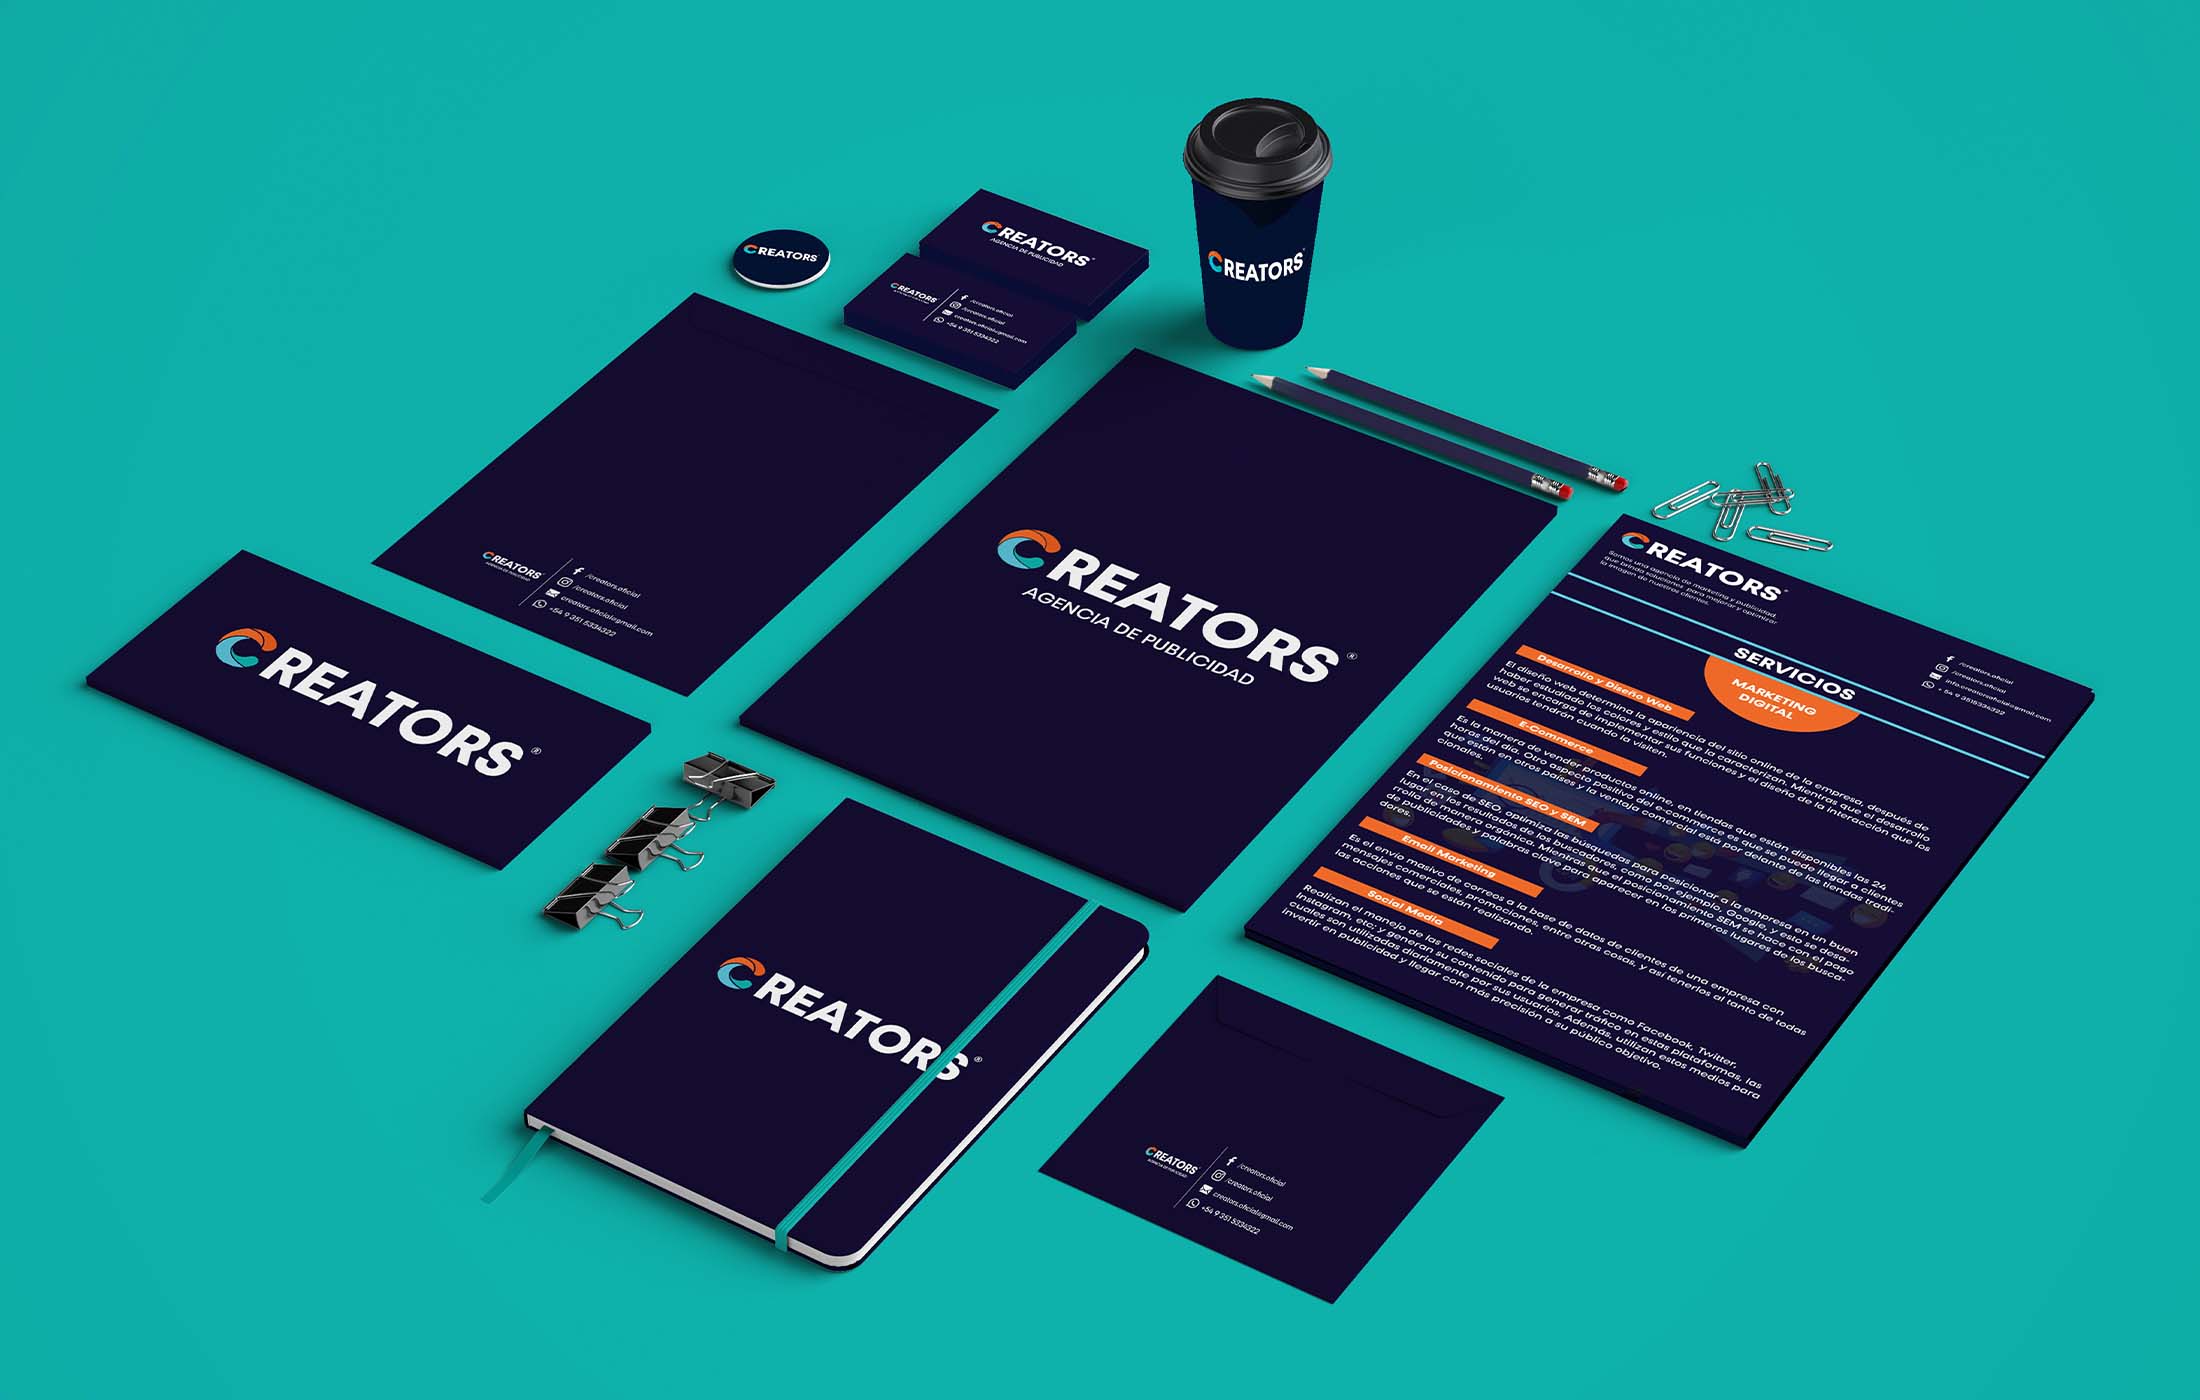 CREATORS
CREATORS
AGENCIA DE PUBLICIDAD
CREATORS
/creators.oficial
/creators.oficial
creators.oficial@gmail.com
+54 9 351 5334322
CREATORS
CREATORS
AGENCIA DE PUBLICIDAD
/creators.oficial
/creators.oficial
creators.oficial@gmail.com
+54 9 351 5334322
CREATORS®
CREATORS®
AGENCIA DE PUBLICIDAD
CREATORS
Somos una agencia de marketing y publicidad
que brinda soluciones para mejorar y optimizar
la imagen de nuestros clientes.
/creators.oficial
/creators.oficial
info.creatoreoficial@gmail.com
+ 54 9 3515334322
SERVICIOS
MARKETING
DIGITAL
Desarrollo y Diseño Web
El diseño web determina la apariencia del sitio online de la empresa, después de
haber estudiado los colores y estilo que la caracterizan. Mientras que el desarrollo
web se encarga de implementar sus funciones y el diseño de la interacción que los
usuarios tendrán cuando la visiten.
E-Commerce
Es la manera de vender productos online, en tiendas que están disponibles las 24
horas del día. Otro aspecto positivo del ecommerce es que se puede llegar a clientes
que están en otros países y la ventaja comercial esta por delante de las tiendas tradi-
cionales.
Posicionamiento SEO y SEM
En el caso de SEO, optimiza las búsquedas para posicionar a la empresa en un buen
lugar en los resultados de los buscadores, como por ejemplo, Google, y esto se desa-
rrolla de manera orgánica. Mientras que el posicionamiento SEM se hace con el pago
de publicidades y palabras clave para aparecer en los primeros lugares de los busca-
dores.
Email Marketing
Es el envío masivo de correos a la base de datos de clientes de una empresa con
mensajes comerciales, promociones, entre otras cosas, y así tenerlos al tanto de todas
las acciones que se están realizando.
Social Media
Realizan el manejo de las redes sociales de la empresa como Facebook, Twitter,
Instagram, etc; y generan su contenido para generar tráfico en estas plataformas, las
cuales son utilizadas diariamente por sus usuarios. Además, utilizan estos medios para
invertir en publicidad y llegar con más precisión a su público objetivo.
CREATORS®
CREATORS
AGENCIA DE PUBLICIDAD
/creators.oficial
/creators.oficial
creators.oficial@gmail.com
+54 9 351 5334322